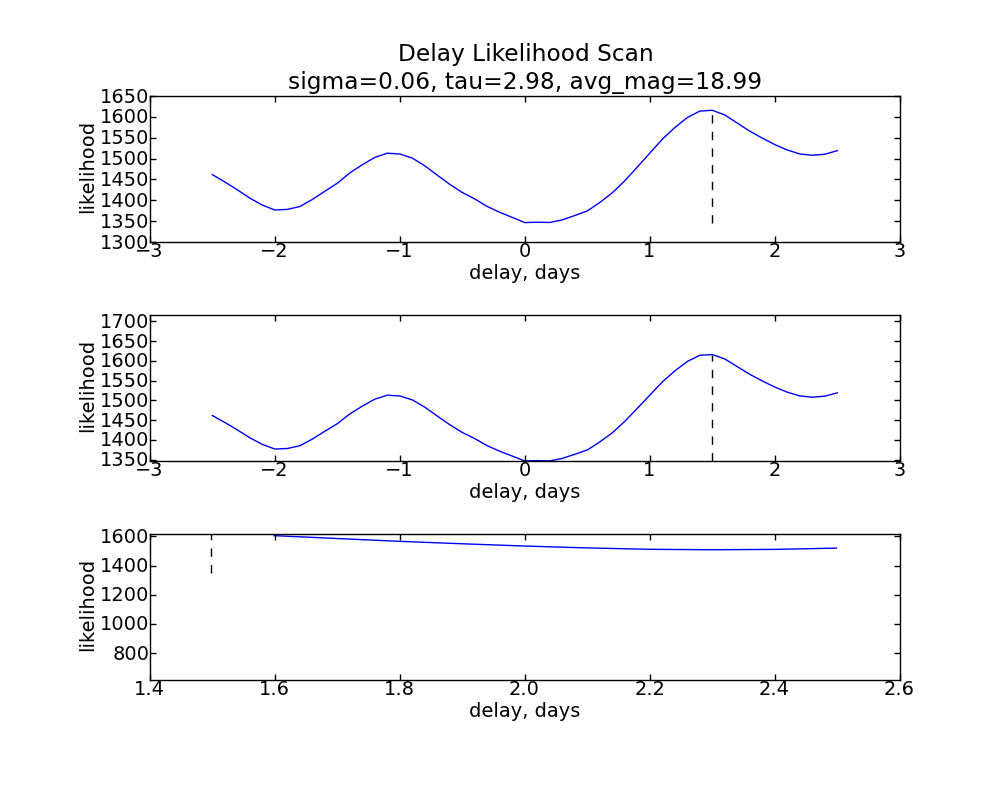 Delay Likelihood Scan
sigma=0.06, tau=2.98, avg_mag=18.99
1650
1600
1550
1500
1450
1400
1350
1300
likelihood
−3 −2 −1 0 1 2 3
delay, days
1700
1650
1600
1550
1500
1450
1400
1350
likelihood
−3 −2 −1 0 1 2 3
delay, days
1600
1400
1200
1000
800
likelihood
1.4 1.6 1.8 2.0 2.2 2.4 2.6
delay, days